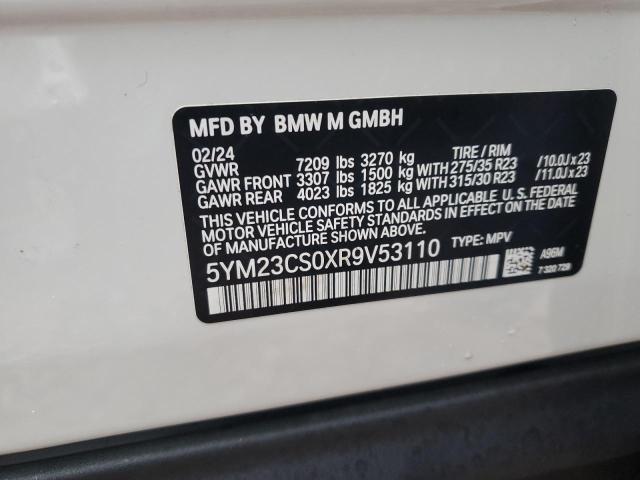 MFD BY BMW M GMBH
02/24
GVWR 7209 lbs 3270 kg TIRE / RIM
GAWR FRONT 3307 lbs 1500 kg WITH 275/35 R23 /10.0J x 23
GAWR REAR 4023 lbs 1825 kg WITH 315/30 R23 /11.0J x 23
THIS VEHICLE CONFORMS TO ALL APPLICABLE U.S. FEDERAL
MOTOR VEHICLE SAFETY STANDARDS IN EFFECT ON THE DATE
OF MANUFACTURE SHOWN ABOVE.
5YM23CS0XR9V53110 TYPE: MPV
A96M
7 320 729